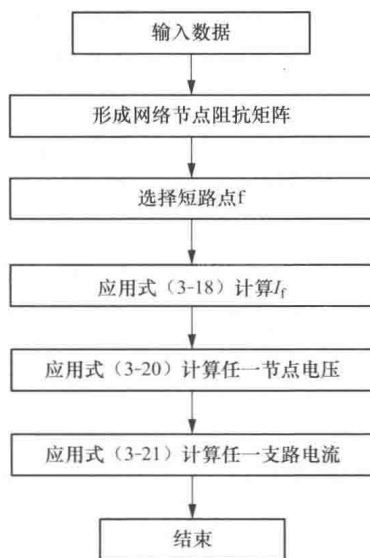 输入数据
形成网络节点阻抗矩阵
选择短路点f
应用式（3-18）计算If
应用式（3-20）计算任一节点电压
应用式（3-21）计算任一支路电流
结束